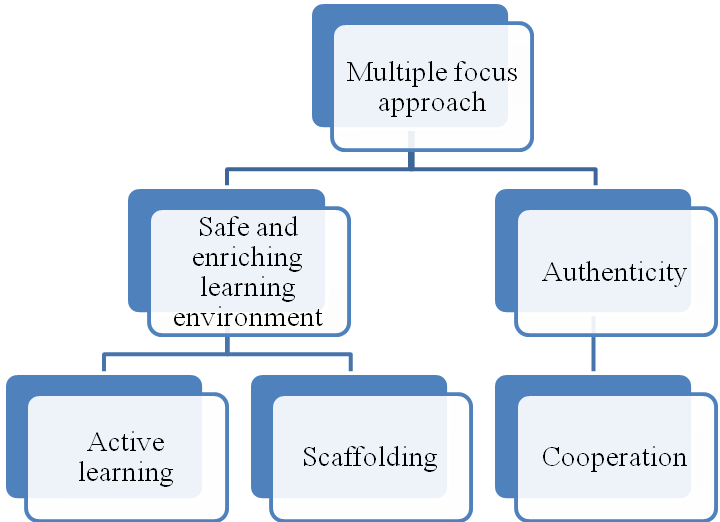 Multiple focus
approach
Safe and
enriching
learning
environment
Authenticity
Active
learning
Scaffolding
Cooperation